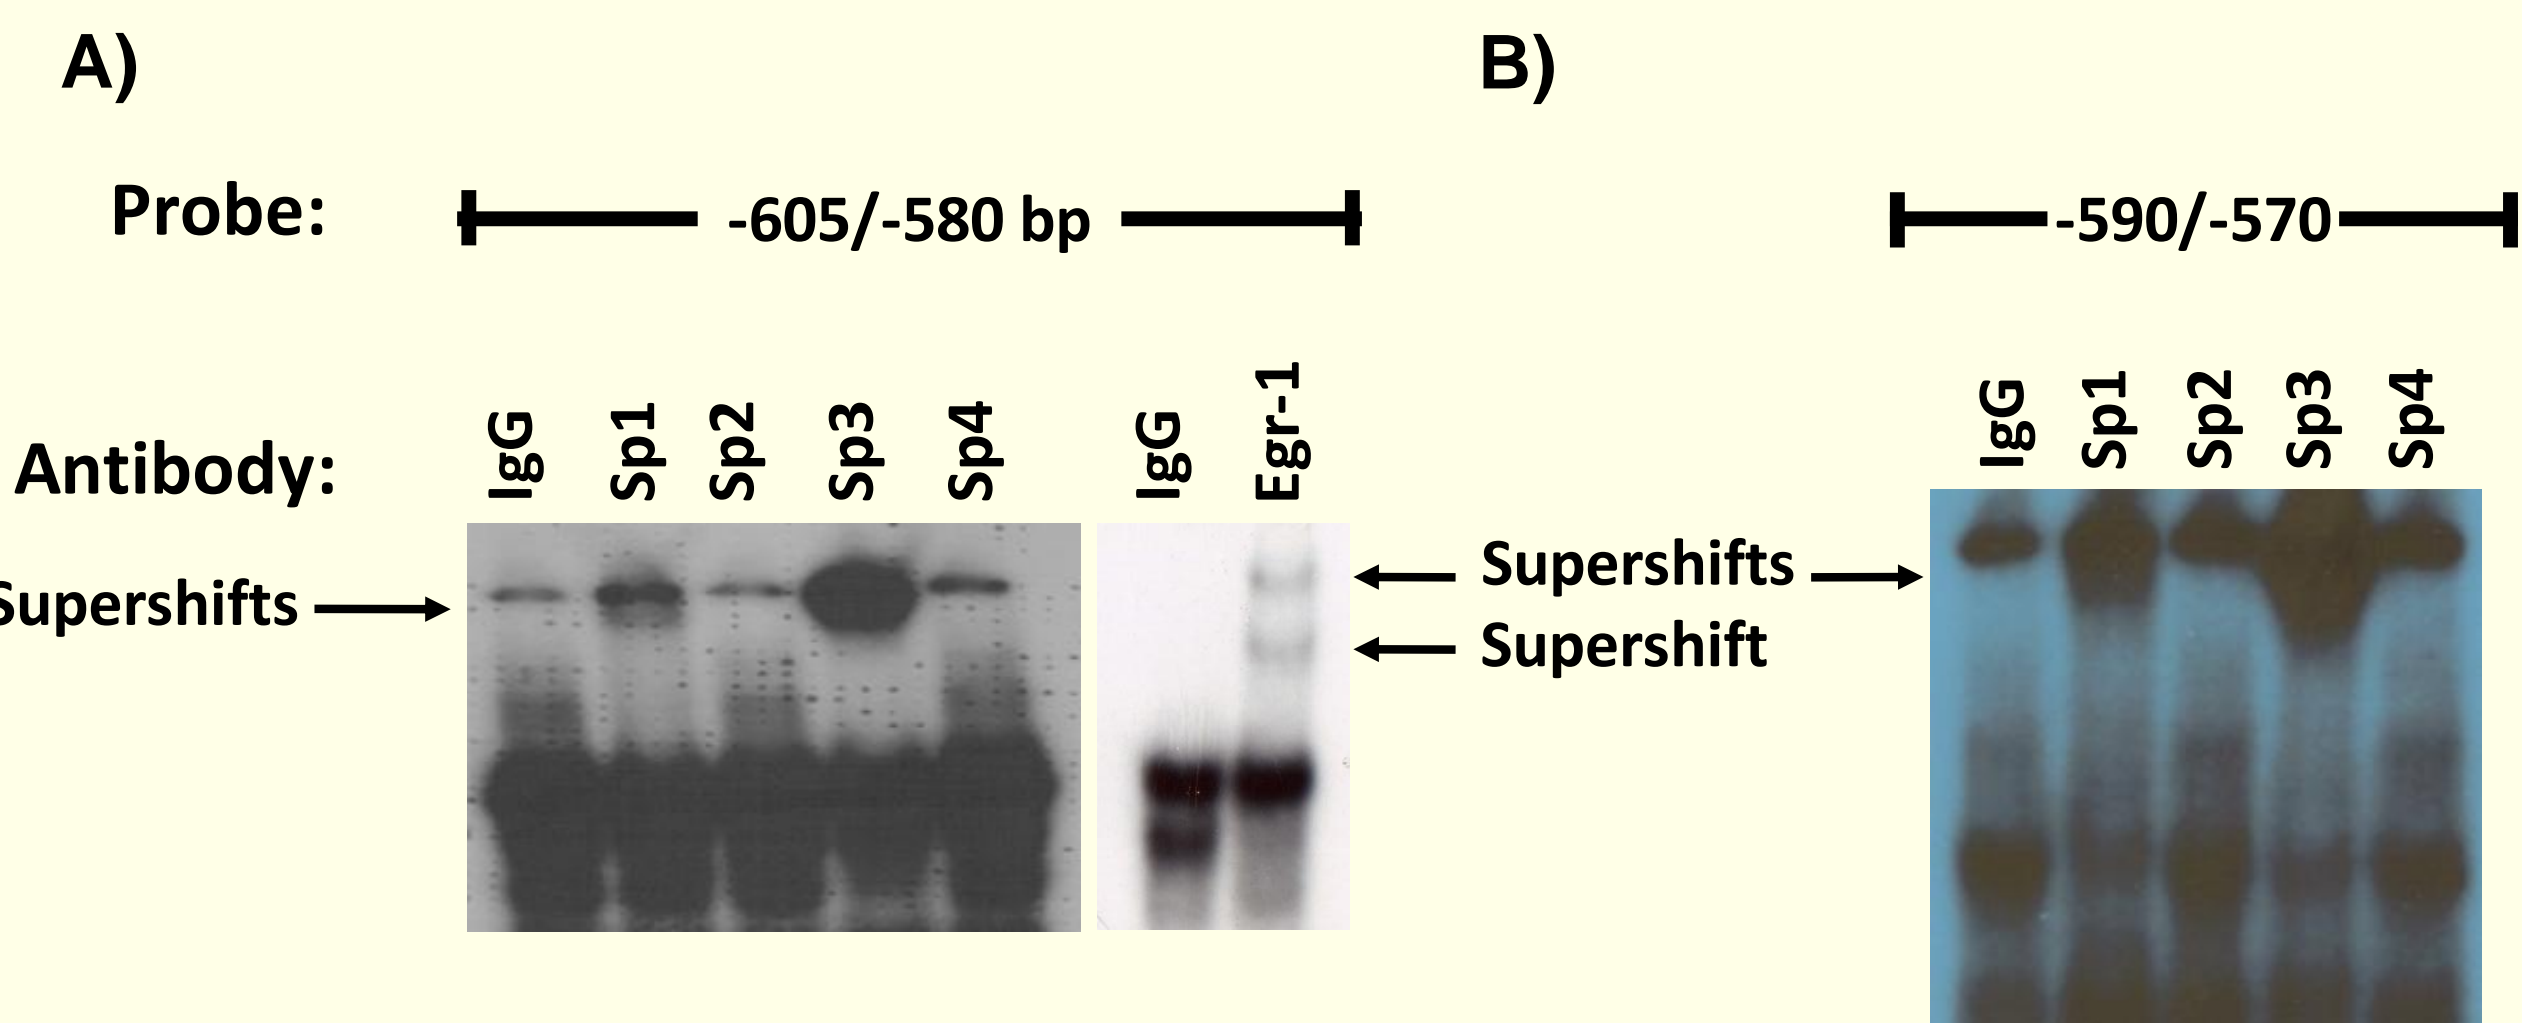 A)
B)
Probe:
-605/-580 bp
-590/-570
Antibody:
IgG
Sp1
Sp2
Sp3
Sp4
IgG
Egr-1
IgG
Sp1
Sp2
Sp3
Sp4
Supershifts
Supershifts
Supershift